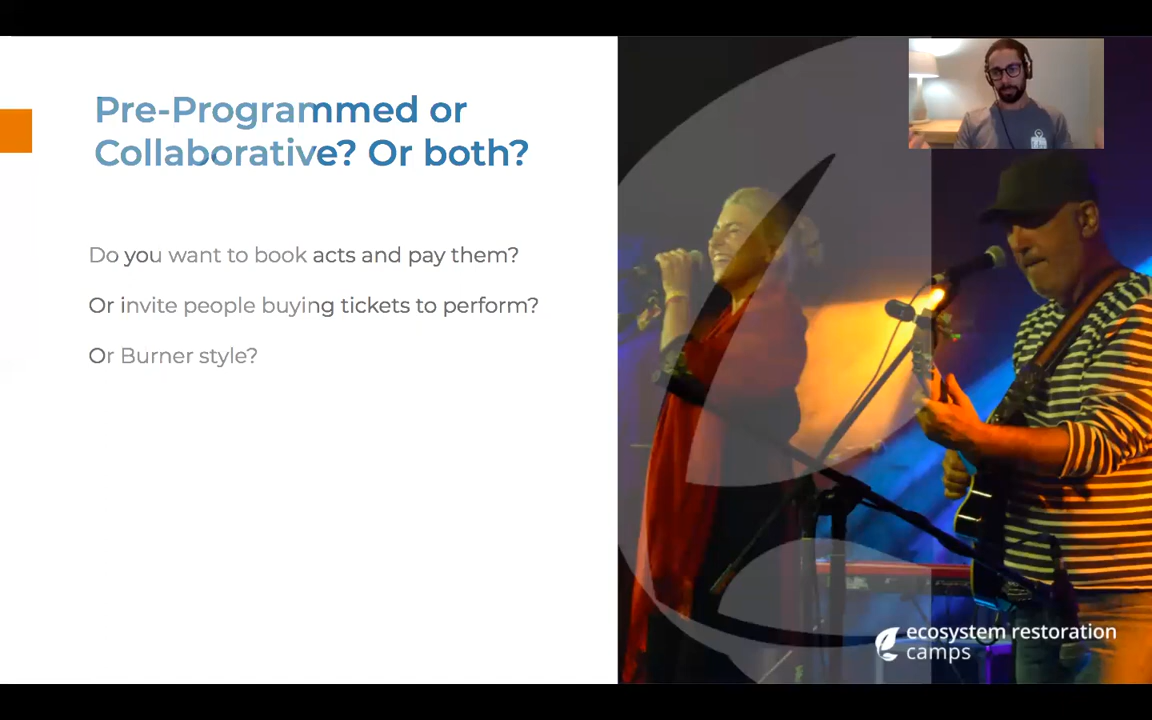 Pre-Programmed or
Collaborative? Or both?
Do you want to book acts and pay them?
Or invite people buying tickets to perform?
Or Burner style?
ecosystem restoration
camps